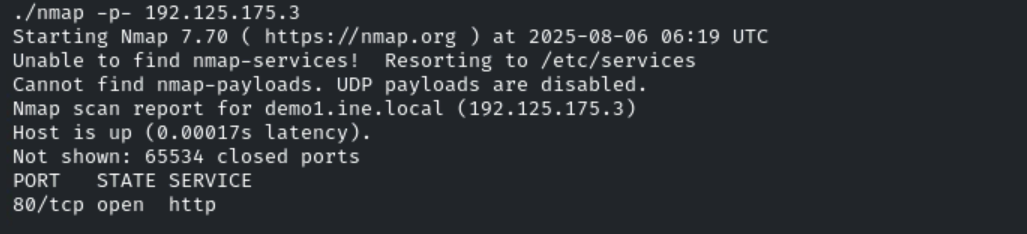 ./nmap -p- 192.125.175.3
Starting Nmap 7.70 ( https://nmap.org ) at 2025-08-06 06:19 UTC
Unable to find nmap-services!  Resorting to /etc/services
Cannot find nmap-payloads. UDP payloads are disabled.
Nmap scan report for demo1.ine.local (192.125.175.3)
Host is up (0.00017s latency).
Not shown: 65534 closed ports
PORT   STATE SERVICE
80/tcp open  http